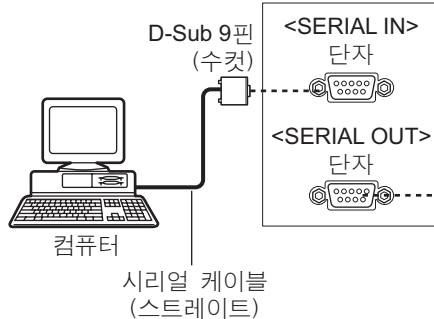 D-Sub 9핀
(수컷)
<SERIAL IN>
단자
<SERIAL OUT>
단자
컴퓨터
시리얼 케이블
(스트레이트)